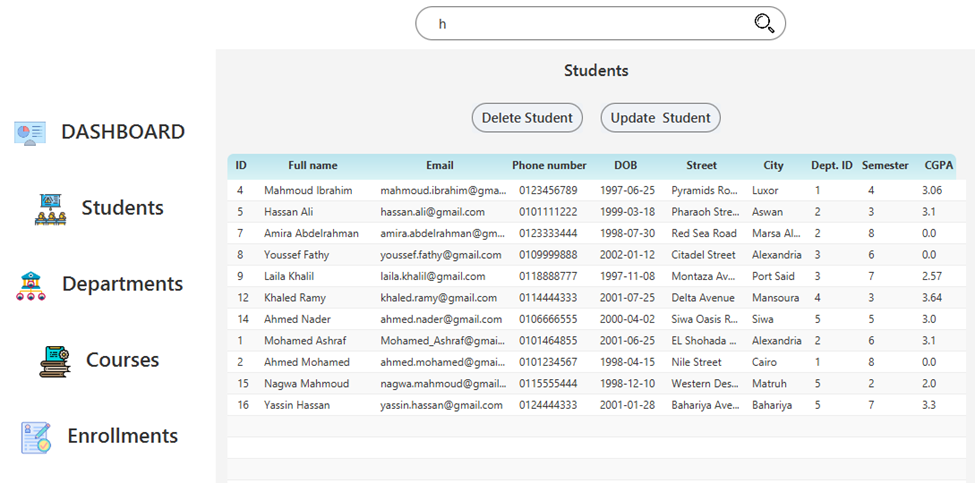 h
Students
Delete Student Update Student
DASHBOARD
Students
Departments
Courses
Enrollments
ID Full name Email Phone number DOB Street City Dept. ID Semester CGPA
4 Mahmoud Ibrahim mahmoud.ibrahim@gma... 0123456789 1997-06-25 Pyramids Ro... Luxor 1 4 3.06
5 Hassan Ali hassan.ali@gmail.com 0101111222 1999-03-18 Pharaoh Stre... Aswan 2 3 3.1
7 Amira Abdelrahman amira.abdelrahman@gm... 0123333444 1998-07-30 Red Sea Road Marsa Al... 2 8 0.0
8 Youssef Fathy youssef.fathy@gmail.com 0109999888 2002-01-12 Citadel Street Alexandria 3 6 0.0
9 Laila Khalil laila.khalil@gmail.com 0118888777 1997-11-08 Montaza Av... Port Said 3 7 2.57
12 Khaled Ramy khaled.ramy@gmail.com 0114444333 2001-07-25 Delta Avenue Mansoura 4 3 3.64
14 Ahmed Nader ahmed.nader@gmail.com 0106666555 2000-04-02 Siwa Oasis R... Siwa 5 5 3.0
1 Mohamed Ashraf Mohamed_Ashraf@gmai... 0101464855 2001-06-25 EL Shohada ... Alexandria 2 6 3.1
2 Ahmed Mohamed ahmed.mohamed@gmai... 0101234567 1998-04-15 Nile Street Cairo 1 8 0.0
15 Nagwa Mahmoud nagwa.mahmoud@gmail... 0115555444 1998-12-10 Western Des... Matruh 5 2 2.0
16 Yassin Hassan yassin.hassan@gmail.com 0124444333 2001-01-28 Bahariya Ave... Bahariya 5 7 3.3